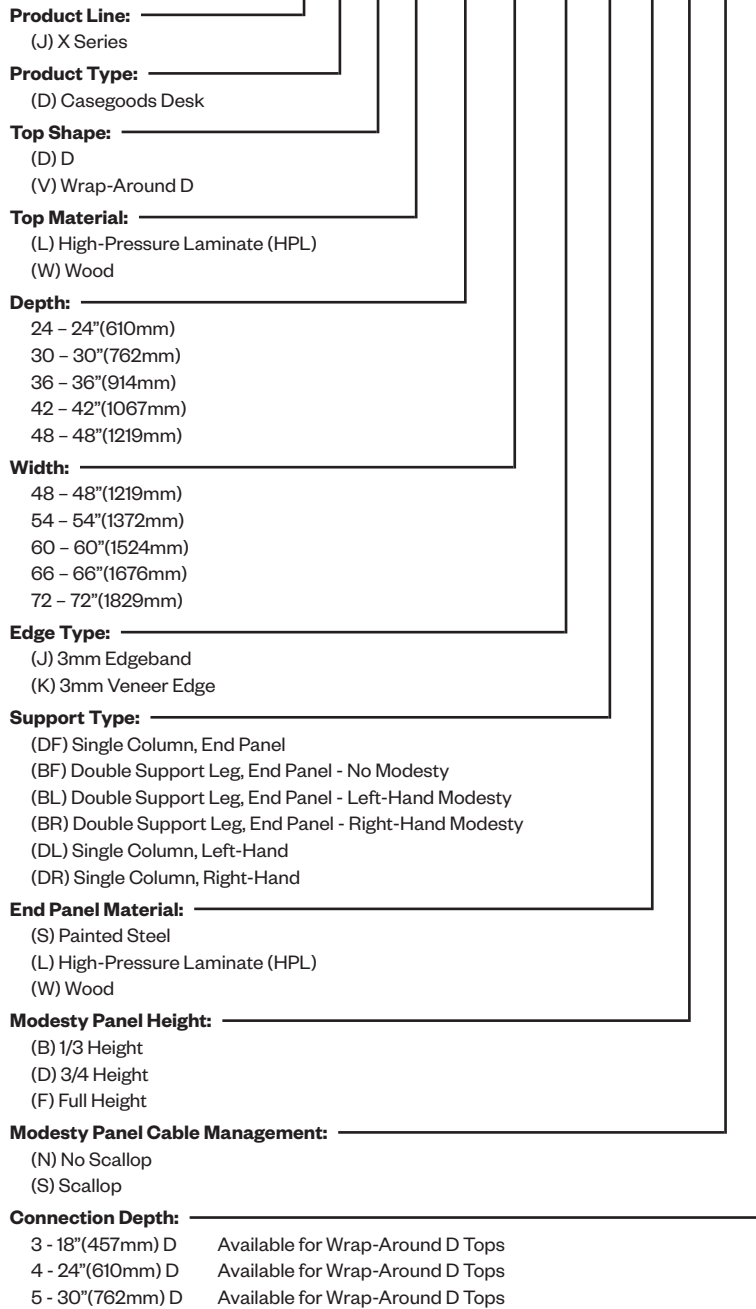 Product Line:
(J) X Series
Product Type:
(D) Casegoods Desk
Top Shape:
(D) D
(V) Wrap-Around D
Top Material:
(L) High-Pressure Laminate (HPL)
(W) Wood
Depth:
24 – 24”(610mm)
30 – 30”(762mm)
36 – 36”(914mm)
42 – 42”(1067mm)
48 – 48”(1219mm)
Width:
48 – 48”(1219mm)
54 – 54”(1372mm)
60 – 60”(1524mm)
66 – 66”(1676mm)
72 – 72”(1829mm)
Edge Type:
(J) 3mm Edgeband
(K) 3mm Veneer Edge
Support Type:
(DF) Single Column, End Panel
(BF) Double Support Leg, End Panel - No Modesty
(BL) Double Support Leg, End Panel - Left-Hand Modesty
(BR) Double Support Leg, End Panel - Right-Hand Modesty
(DL) Single Column, Left-Hand
(DR) Single Column, Right-Hand
End Panel Material:
(S) Painted Steel
(L) High-Pressure Laminate (HPL)
(W) Wood
Modesty Panel Height:
(B) 1/3 Height
(D) 3/4 Height
(F) Full Height
Modesty Panel Cable Management:
(N) No Scallop
(S) Scallop
Connection Depth:
3 - 18”(457mm) D Available for Wrap-Around D Tops
4 - 24”(610mm) D Available for Wrap-Around D Tops
5 - 30”(762mm) D Available for Wrap-Around D Tops